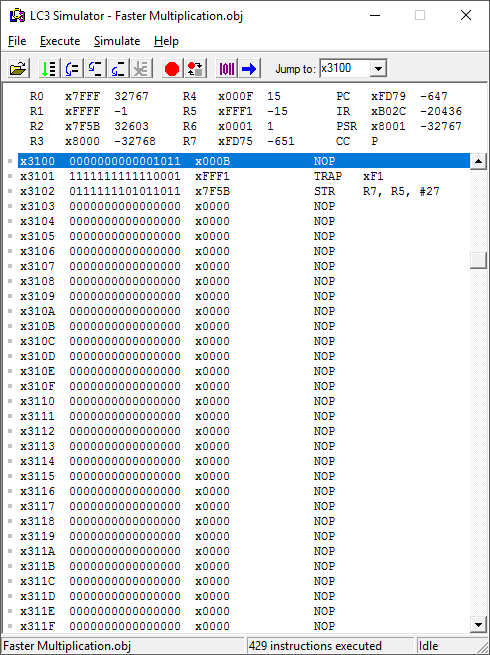 LC3 Simulator - Faster Multiplication.obj
File Execute Simulate Help
Jump to: x3100
R0 x7FFF 32767 R4 x000F 15 PC xFD79 -647
R1 xFFFF -1 R5 xFFF1 -15 IR xB02C -20436
R2 x7F5B 32603 R6 x0001 1 PSR x8001 -32767
R3 x8000 -32768 R7 xFD75 -651 CC P
x3100 0000000000001011 x000B NOP
x3101 1111111111110001 xFFF1 TRAP xF1
x3102 0111111101011011 x7F5B STR R7, R5, #27
x3103 0000000000000000 x0000 NOP
x3104 0000000000000000 x0000 NOP
x3105 0000000000000000 x0000 NOP
x3106 0000000000000000 x0000 NOP
x3107 0000000000000000 x0000 NOP
x3108 0000000000000000 x0000 NOP
x3109 0000000000000000 x0000 NOP
x310A 0000000000000000 x0000 NOP
x310B 0000000000000000 x0000 NOP
x310C 0000000000000000 x0000 NOP
x310D 0000000000000000 x0000 NOP
x310E 0000000000000000 x0000 NOP
x310F 0000000000000000 x0000 NOP
x3110 0000000000000000 x0000 NOP
x3111 0000000000000000 x0000 NOP
x3112 0000000000000000 x0000 NOP
x3113 0000000000000000 x0000 NOP
x3114 0000000000000000 x0000 NOP
x3115 0000000000000000 x0000 NOP
x3116 0000000000000000 x0000 NOP
x3117 0000000000000000 x0000 NOP
x3118 0000000000000000 x0000 NOP
x3119 0000000000000000 x0000 NOP
x311A 0000000000000000 x0000 NOP
x311B 0000000000000000 x0000 NOP
x311C 0000000000000000 x0000 NOP
x311D 0000000000000000 x0000 NOP
x311E 0000000000000000 x0000 NOP
x311F 0000000000000000 x0000 NOP
Faster Multiplication.obj 429 instructions executed Idle